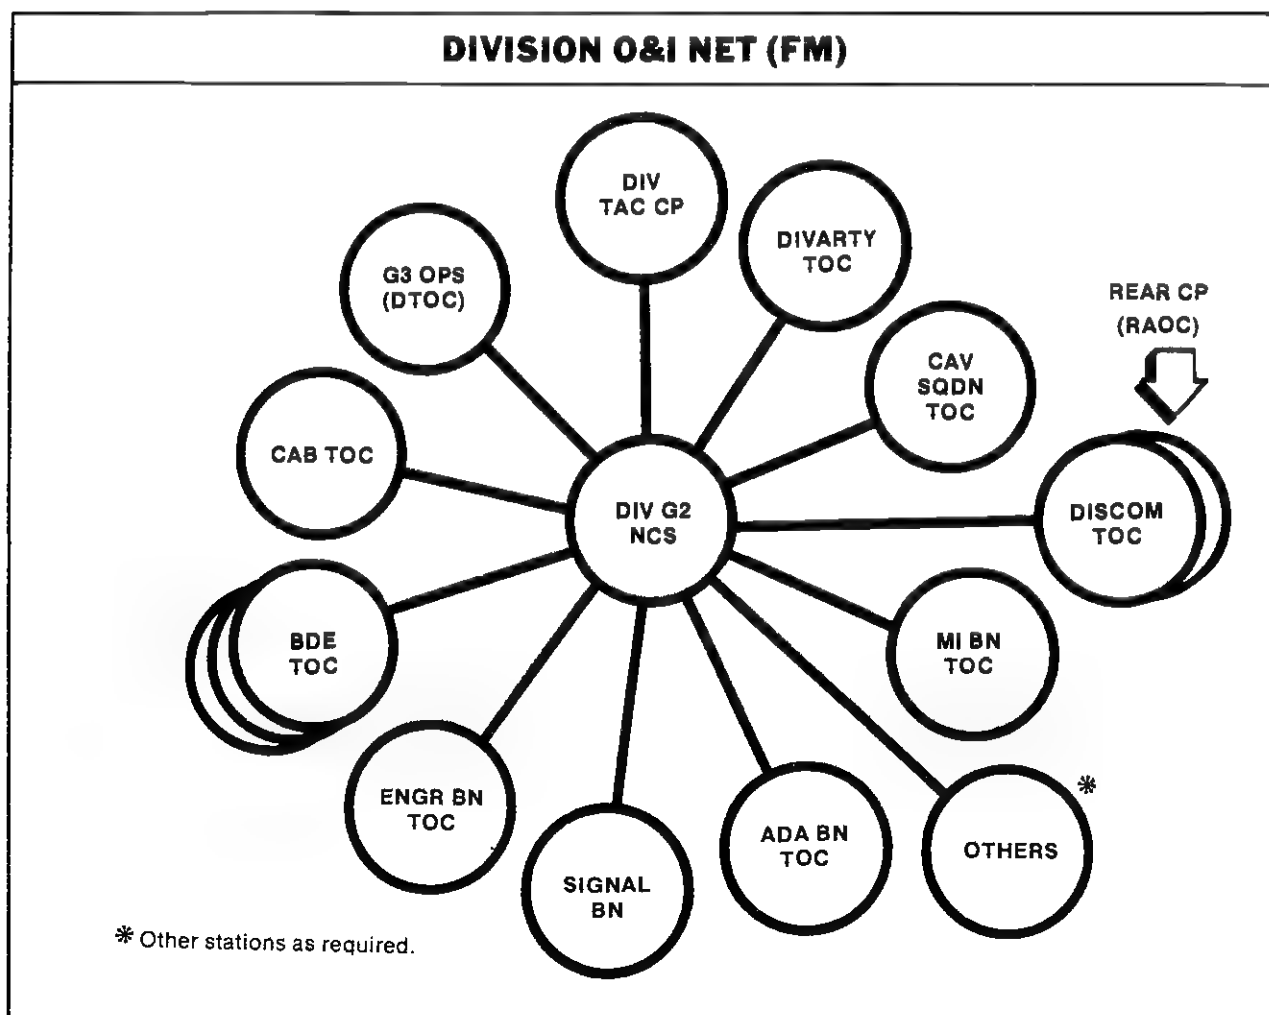 DIVISION O&I NET (FM)
DIV
TAC CP
DIVARTY
TOC
G3 OPS
(DTOC)
REAR CP
(RAOC)
CAV
SQDN
TOC
CAB TOC
DIV G2
NCS
DISCOM
TOC
BDE
TOC
MI BN
TOC
ENGR BN
TOC
SIGNAL
BN
ADA BN
TOC
OTHERS
*
* Other stations as required.